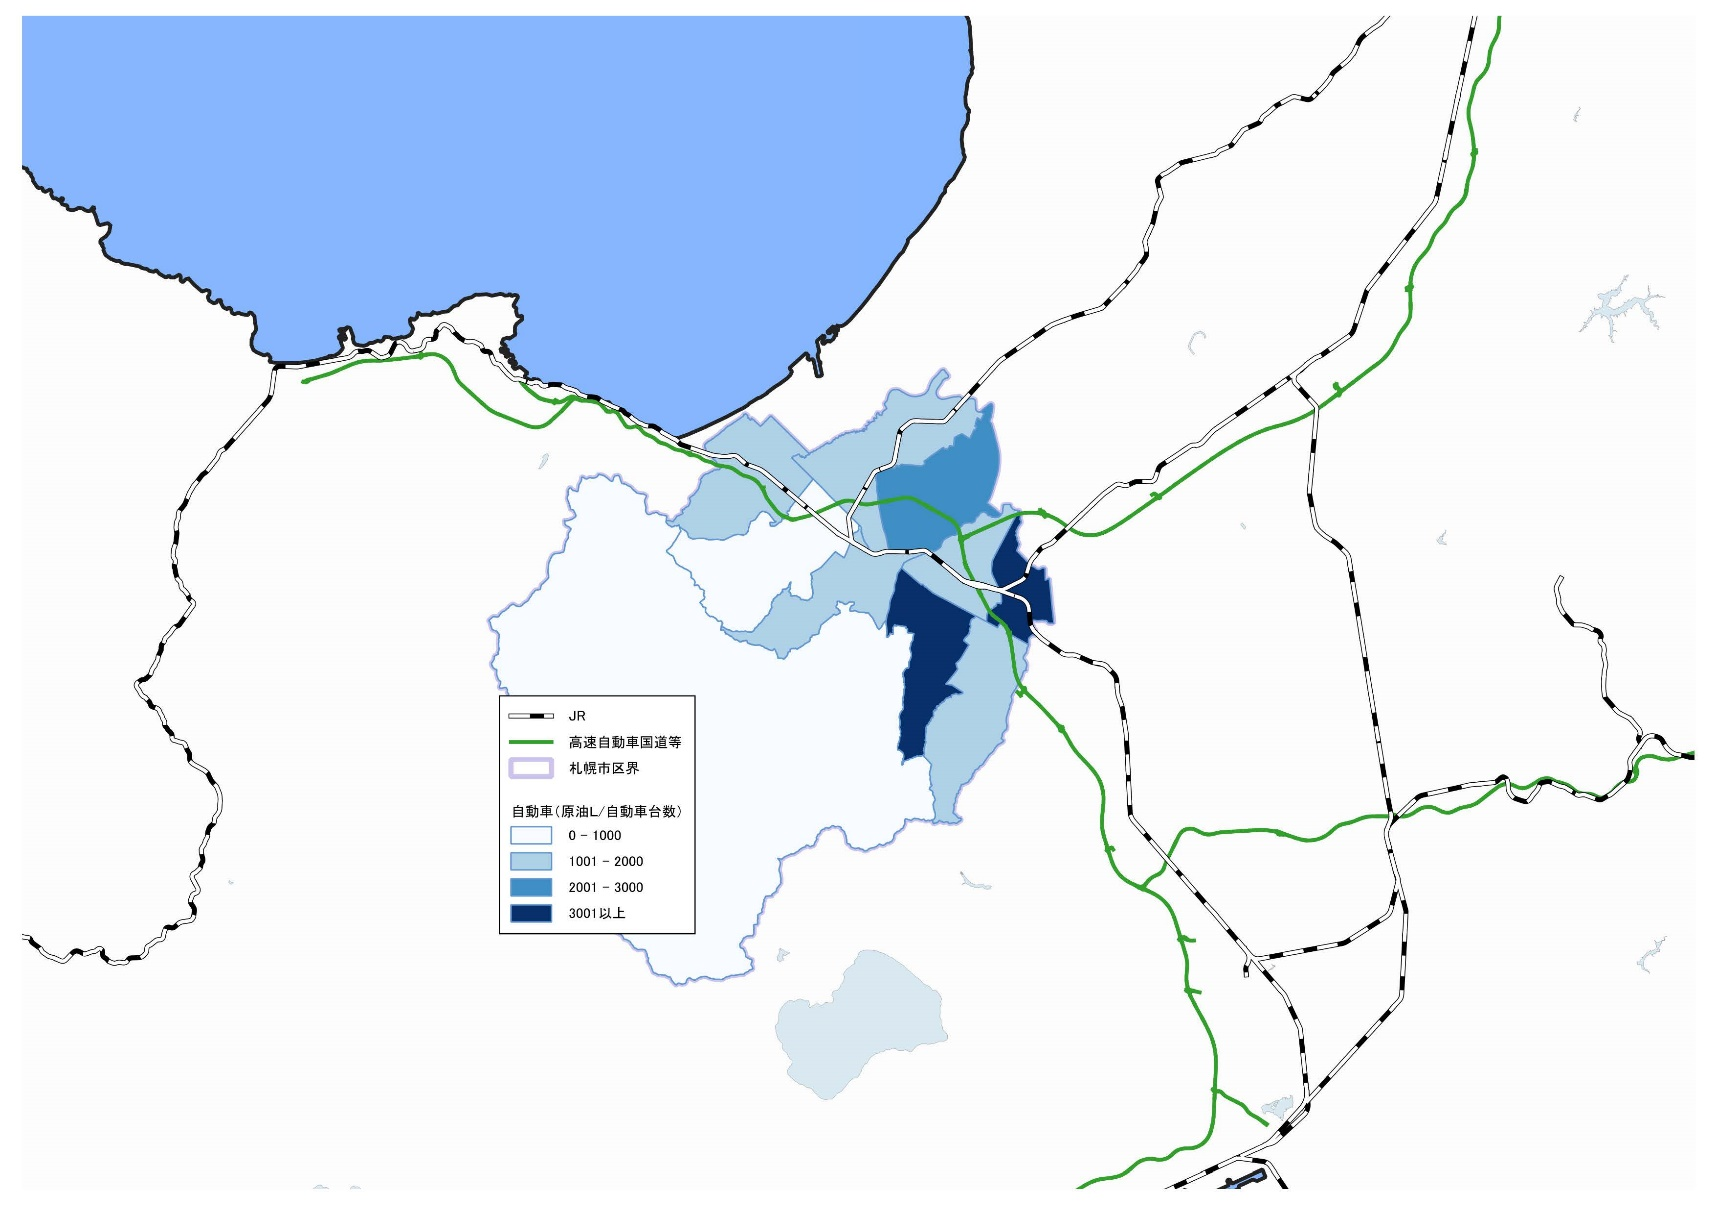 JR
高速自動車国道等
札幌市区界
自動車(原油L/自動車台数)
0 - 1000
1001 - 2000
2001 - 3000
3001以上